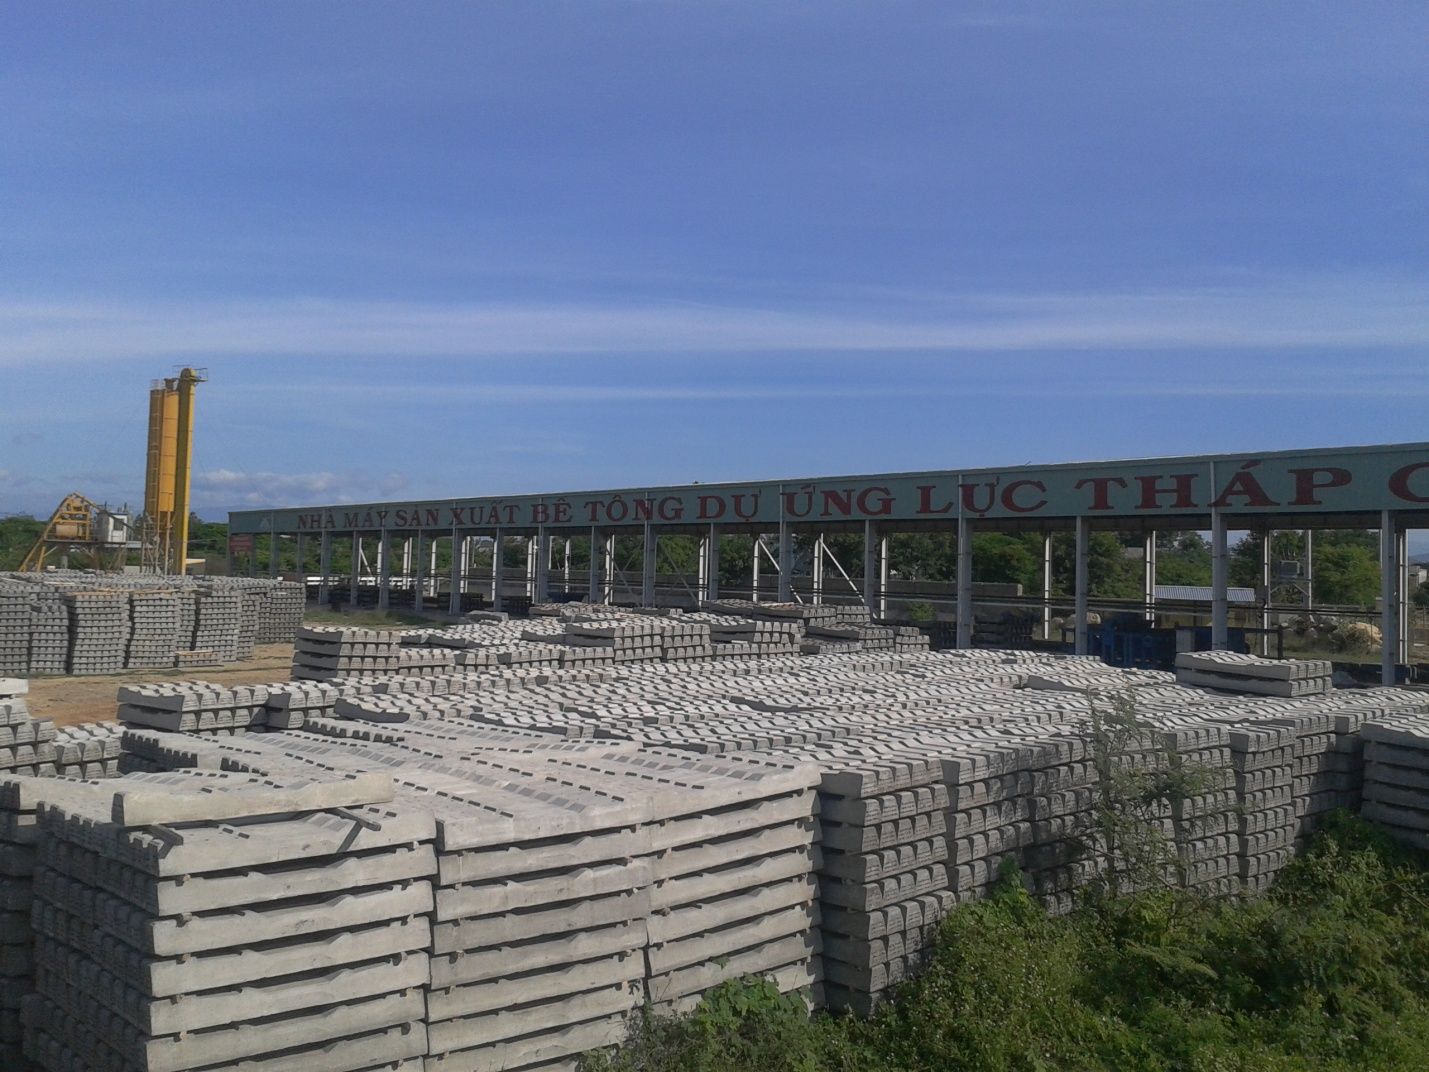 NHÀ MÁY SẢN XUẤT BÊ TÔNG DỰ ỨNG LỰC THÁP C